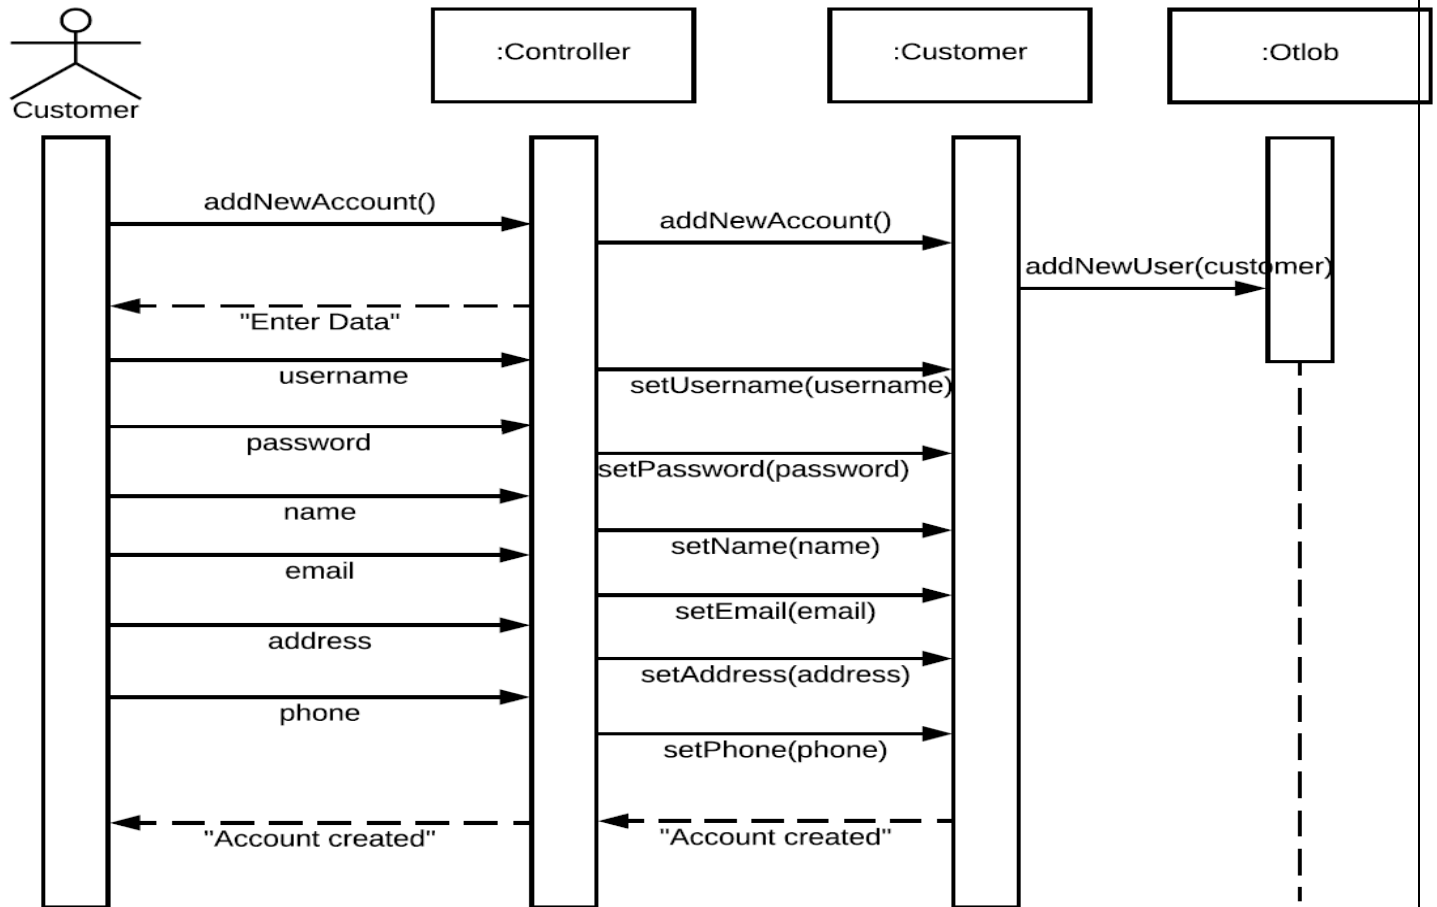 :Controller
:Customer
:Otlob
Customer
addNewAccount()
addNewAccount()
addNewUser(customer)
"Enter Data"
username
setUsername(username)
password
setPassword(password)
name
setName(name)
email
setEmail(email)
address
setAddress(address)
phone
setPhone(phone)
"Account created"
"Account created"